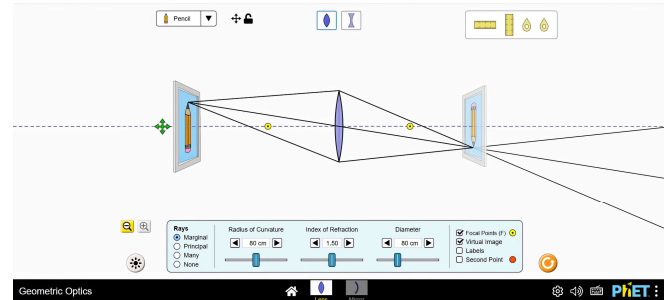 Pencil
Rays
Marginal
Principal
Many
None
Radius of Curvature
80 cm
Index of Refraction
1.50
Diameter
80 cm
Focal Points (F)
Virtual Image
Labels
Second Point
Geometric Optics
Lens
Mirror
PhET